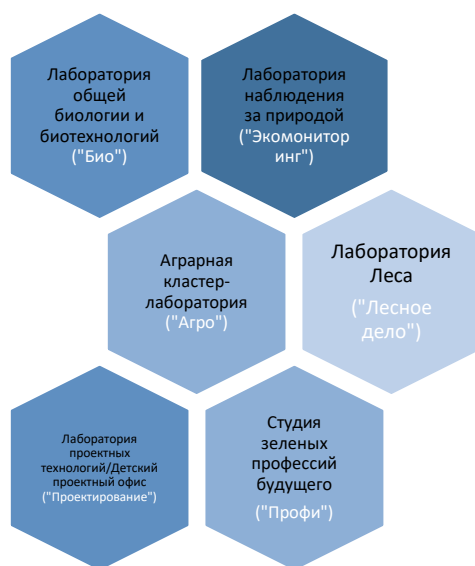 Лаборатория
общей
биологии и
биотехнологий
("Био")
Лаборатория
наблюдения
за природой
("Экомонитор
инг")
Аграрная
кластер-
лаборатория
("Агро")
Лаборатория
Леса
("Лесное
дело")
Лаборатория
проектных
технологий/Детский
проектный офис
("Проектирование")
Студия
зеленых
профессий
будущего
("Профи")